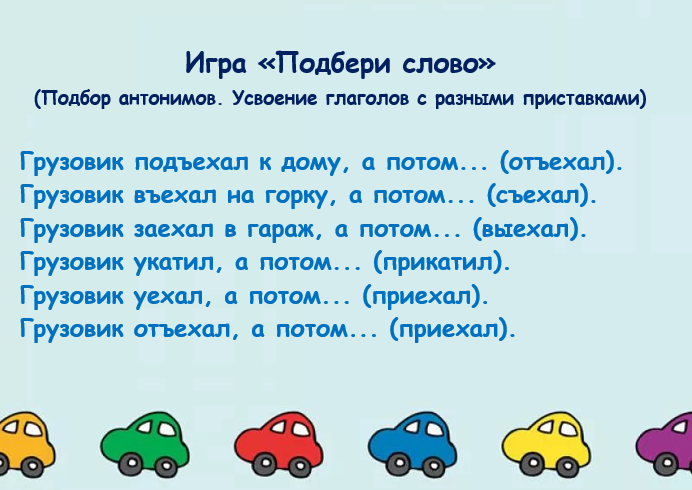 Игра «Подбери слово»
(Подбор антонимов. Усвоение глаголов с разными приставками)
Грузовик подъехал к дому, а потом... (отъехал).
Грузовик въехал на горку, а потом... (съехал).
Грузовик заехал в гараж, а потом... (выехал).
Грузовик укатил, а потом... (прикатил).
Грузовик уехал, а потом... (приехал).
Грузовик отъехал, а потом... (приехал).